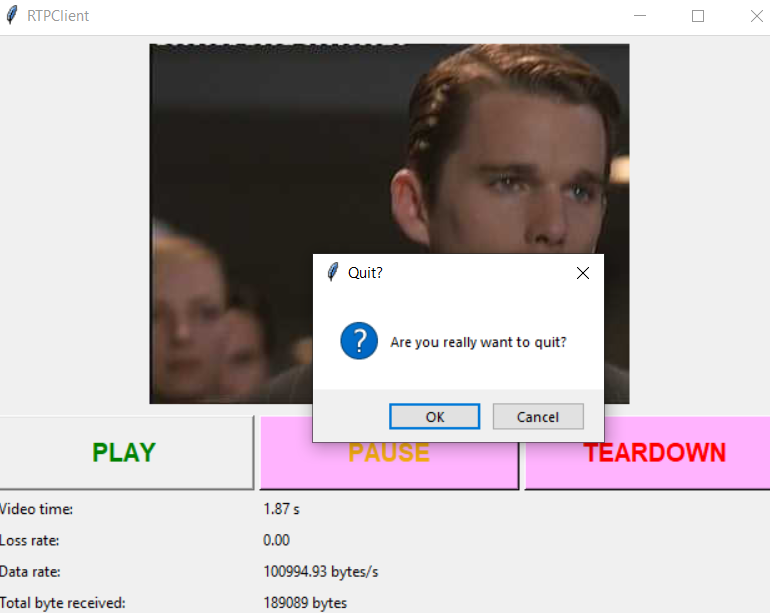 RTPClient
Quit?
Are you really want to quit?
OK Cancel
PLAY PAUSE TEARDOWN
Video time: 1.87 s
Loss rate: 0.00
Data rate: 100994.93 bytes/s
Total byte received: 189089 bytes